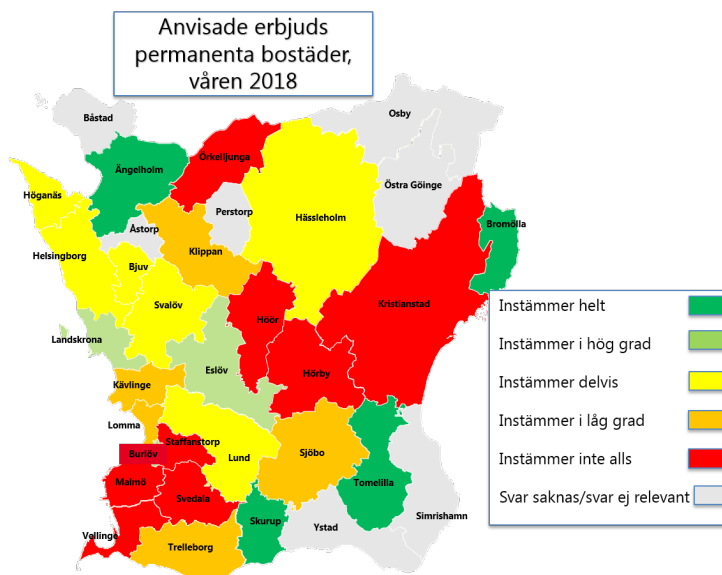 Anvisade erbjuds
permanenta bostäder,
våren 2018
Båstad
Osby
Örkelljunga
Ängelholm
Östra Göinge
Höganäs
Perstorp
Hässleholm
Bromölla
Åstorp
Klippan
Helsingborg
Bjuv
Kristianstad
Svalöv
Höör
Landskrona
Eslöv
Hörby
Kävlinge
Lomma
Staffanstorp
Burlöv
Lund
Sjöbo
Malmö
Tomelilla
Svedala
Simrishamn
Skurup
Ystad
Vellinge
Trelleborg
Instämmer helt
Instämmer i hög grad
Instämmer delvis
Instämmer i låg grad
Instämmer inte alls
Svar saknas/svar ej relevant